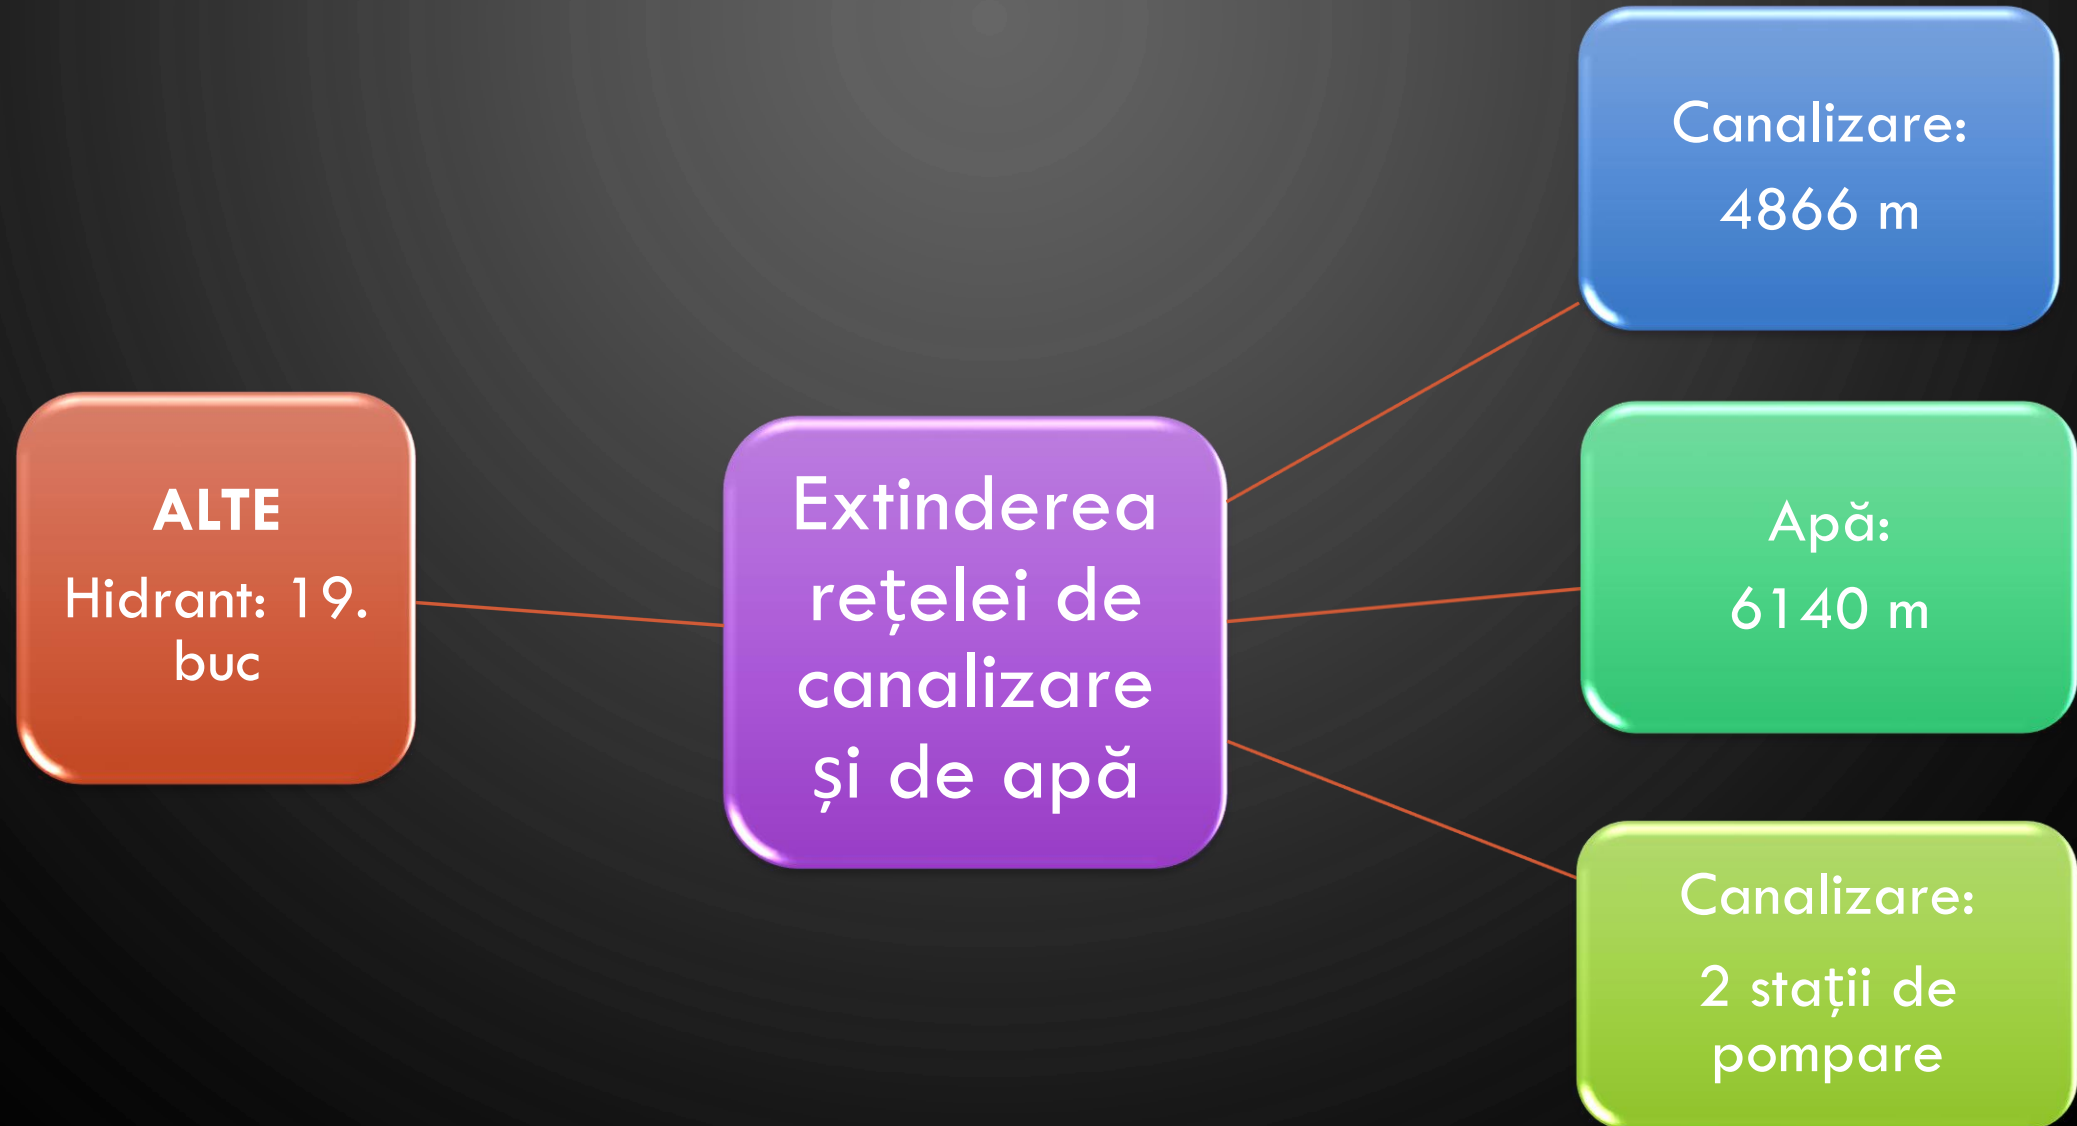 ALTE
Hidrant: 19.
buc
Extinderea
rețelei de
canalizare
și de apă
Canalizare:
4866 m
Apă:
6140 m
Canalizare:
2 stații de
pompare